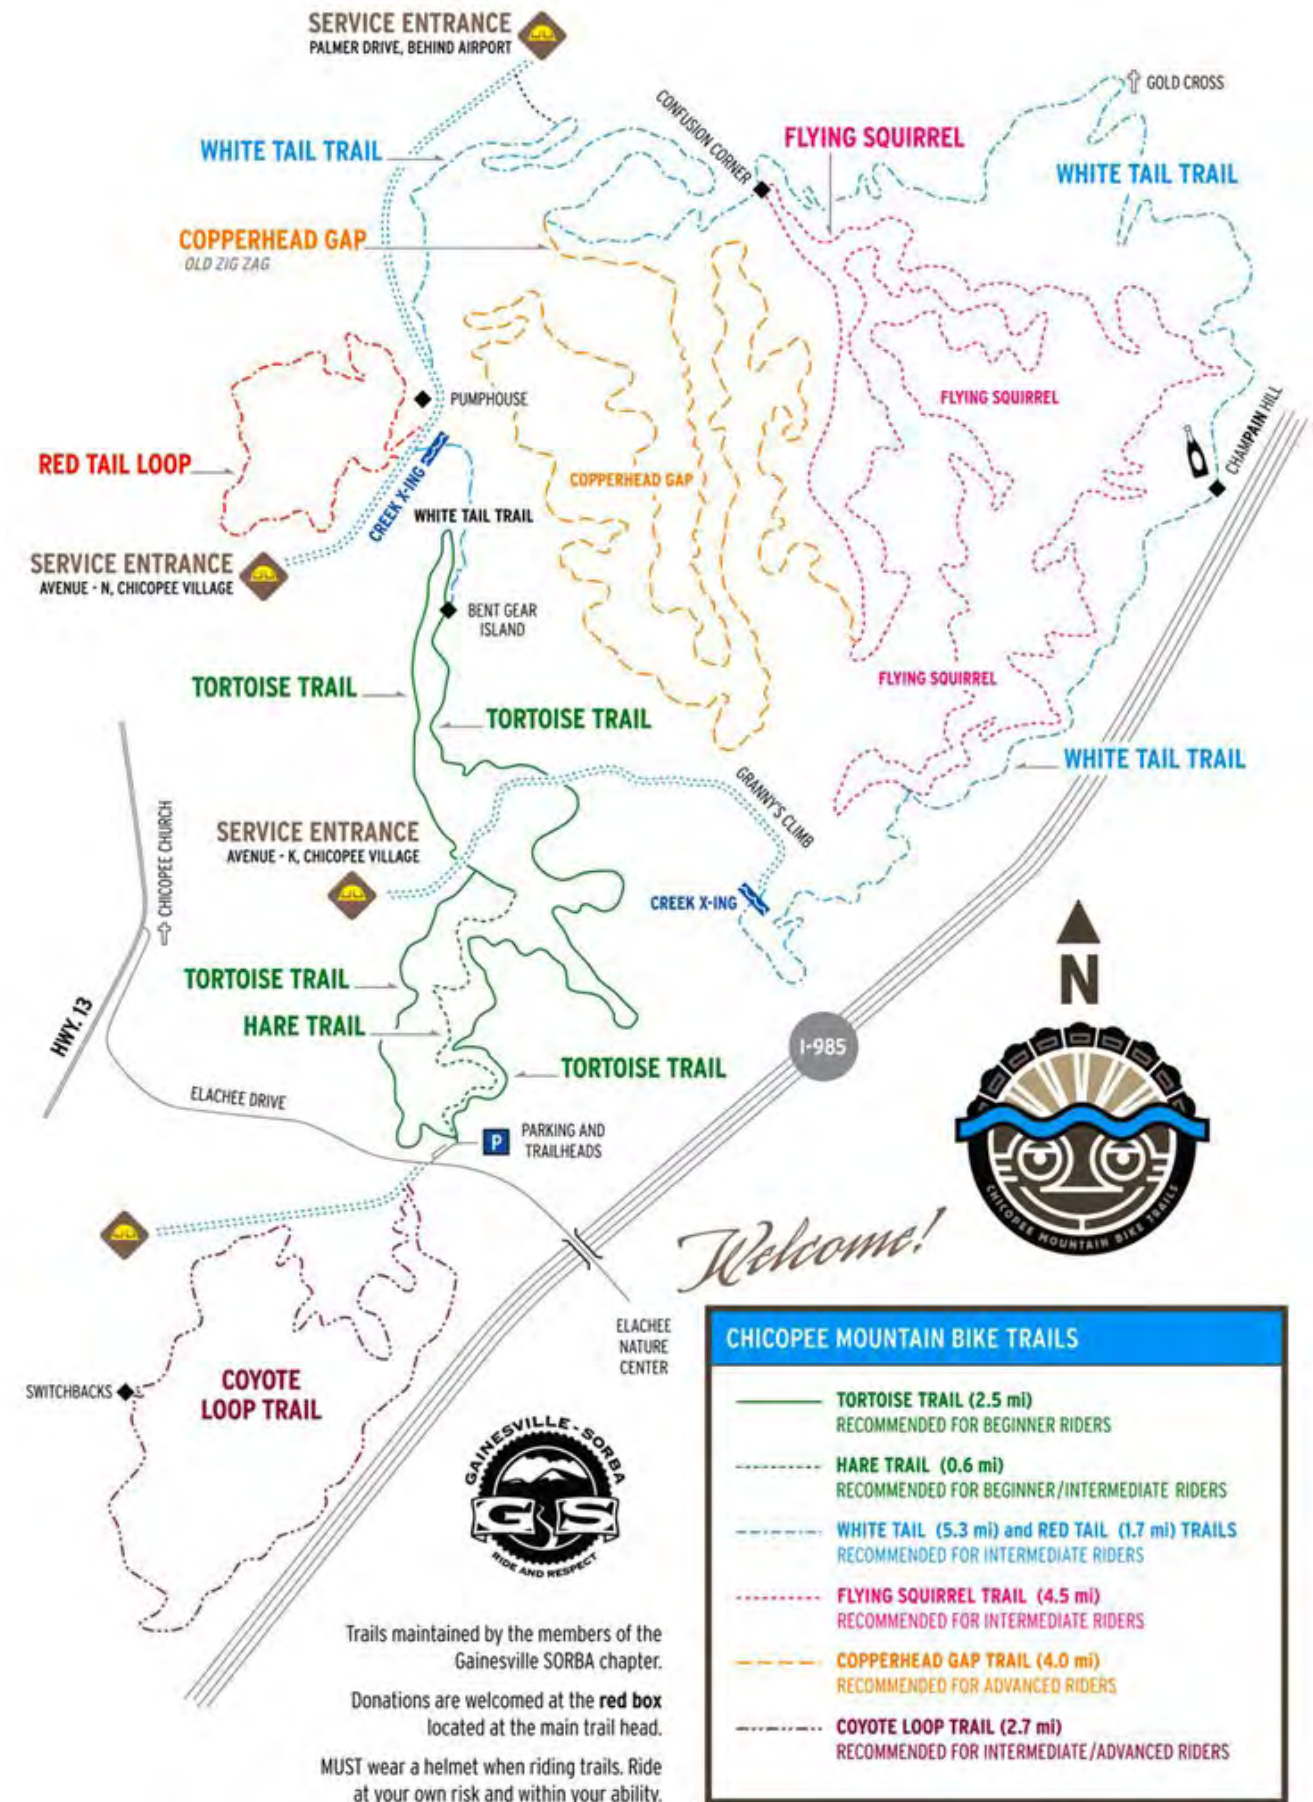 SERVICE ENTRANCE
PALMER DRIVE, BEHIND AIRPORT
GOLD CROSS
CONFUSION CORNER
FLYING SQUIRREL
WHITE TAIL TRAIL
WHITE TAIL TRAIL
COPPERHEAD GAP
OLD ZIG ZAG
PUMPHOUSE
FLYING SQUIRREL
CHAMPAIN HILL
RED TAIL LOOP
CREEK X-ING
COPPERHEAD GAP
WHITE TAIL TRAIL
SERVICE ENTRANCE
AVENUE - N, CHICOPEE VILLAGE
BENT GEAR
ISLAND
FLYING SQUIRREL
TORTOISE TRAIL
TORTOISE TRAIL
WHITE TAIL TRAIL
GRANNY'S CLIMB
CHICOPEE CHURCH
SERVICE ENTRANCE
AVENUE - K, CHICOPEE VILLAGE
CREEK X-ING
N
TORTOISE TRAIL
HWY. 13
HARE TRAIL
I-985
TORTOISE TRAIL
ELACHEE DRIVE
P
PARKING AND
TRAILHEADS
CHICOPEE MOUNTAIN BIKE TRAILS
Welcome!
ELACHEE
NATURE
CENTER
SWITCHBACKS
COYOTE
LOOP TRAIL
GAINESVILLE-SORBA
G S
RIDE AND RESPECT
Trails maintained by the members of the
Gainesville SORBA chapter.
Donations are welcomed at the red box
located at the main trail head.
MUST wear a helmet when riding trails. Ride
at your own risk and within your ability.
CHICOPEE MOUNTAIN BIKE TRAILS
TORTOISE TRAIL (2.5 mi)
RECOMMENDED FOR BEGINNER RIDERS
HARE TRAIL (0.6 mi)
RECOMMENDED FOR BEGINNER/INTERMEDIATE RIDERS
WHITE TAIL (5.3 mi) and RED TAIL (1.7 mi) TRAILS
RECOMMENDED FOR INTERMEDIATE RIDERS
FLYING SQUIRREL TRAIL (4.5 mi)
RECOMMENDED FOR INTERMEDIATE RIDERS
COPPERHEAD GAP TRAIL (4.0 mi)
RECOMMENDED FOR ADVANCED RIDERS
COYOTE LOOP TRAIL (2.7 mi)
RECOMMENDED FOR INTERMEDIATE/ADVANCED RIDERS